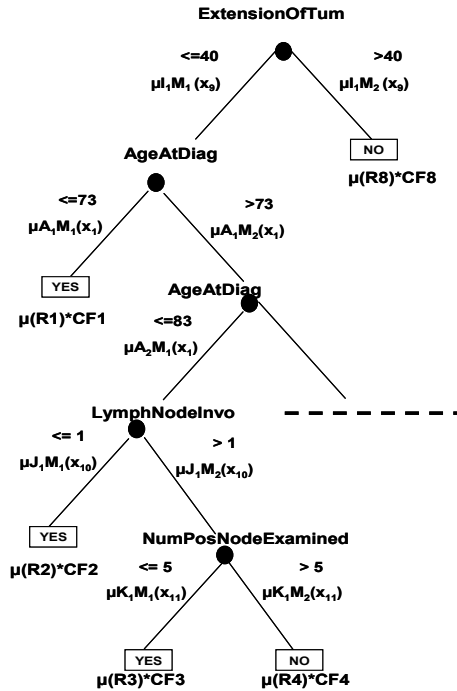 ExtensionOfTum
<=40 >40
μI₁M₁ (x₉) μI₁M₂ (x₉)
AgeAtDiag NO
<=73 >73 μ(R8)*CF8
μA₁M₁(x₁) μA₁M₂(x₁)
YES AgeAtDiag
μ(R1)*CF1 <=83
μA₂M₁(x₁)
LymphNodeInvo
<= 1 > 1
μJ₁M₁(x₁₀) μJ₁M₂(x₁₀)
YES NumPosNodeExamined
μ(R2)*CF2 <= 5 > 5
μK₁M₁(x₁₁) μK₁M₂(x₁₁)
YES NO
μ(R3)*CF3 μ(R4)*CF4